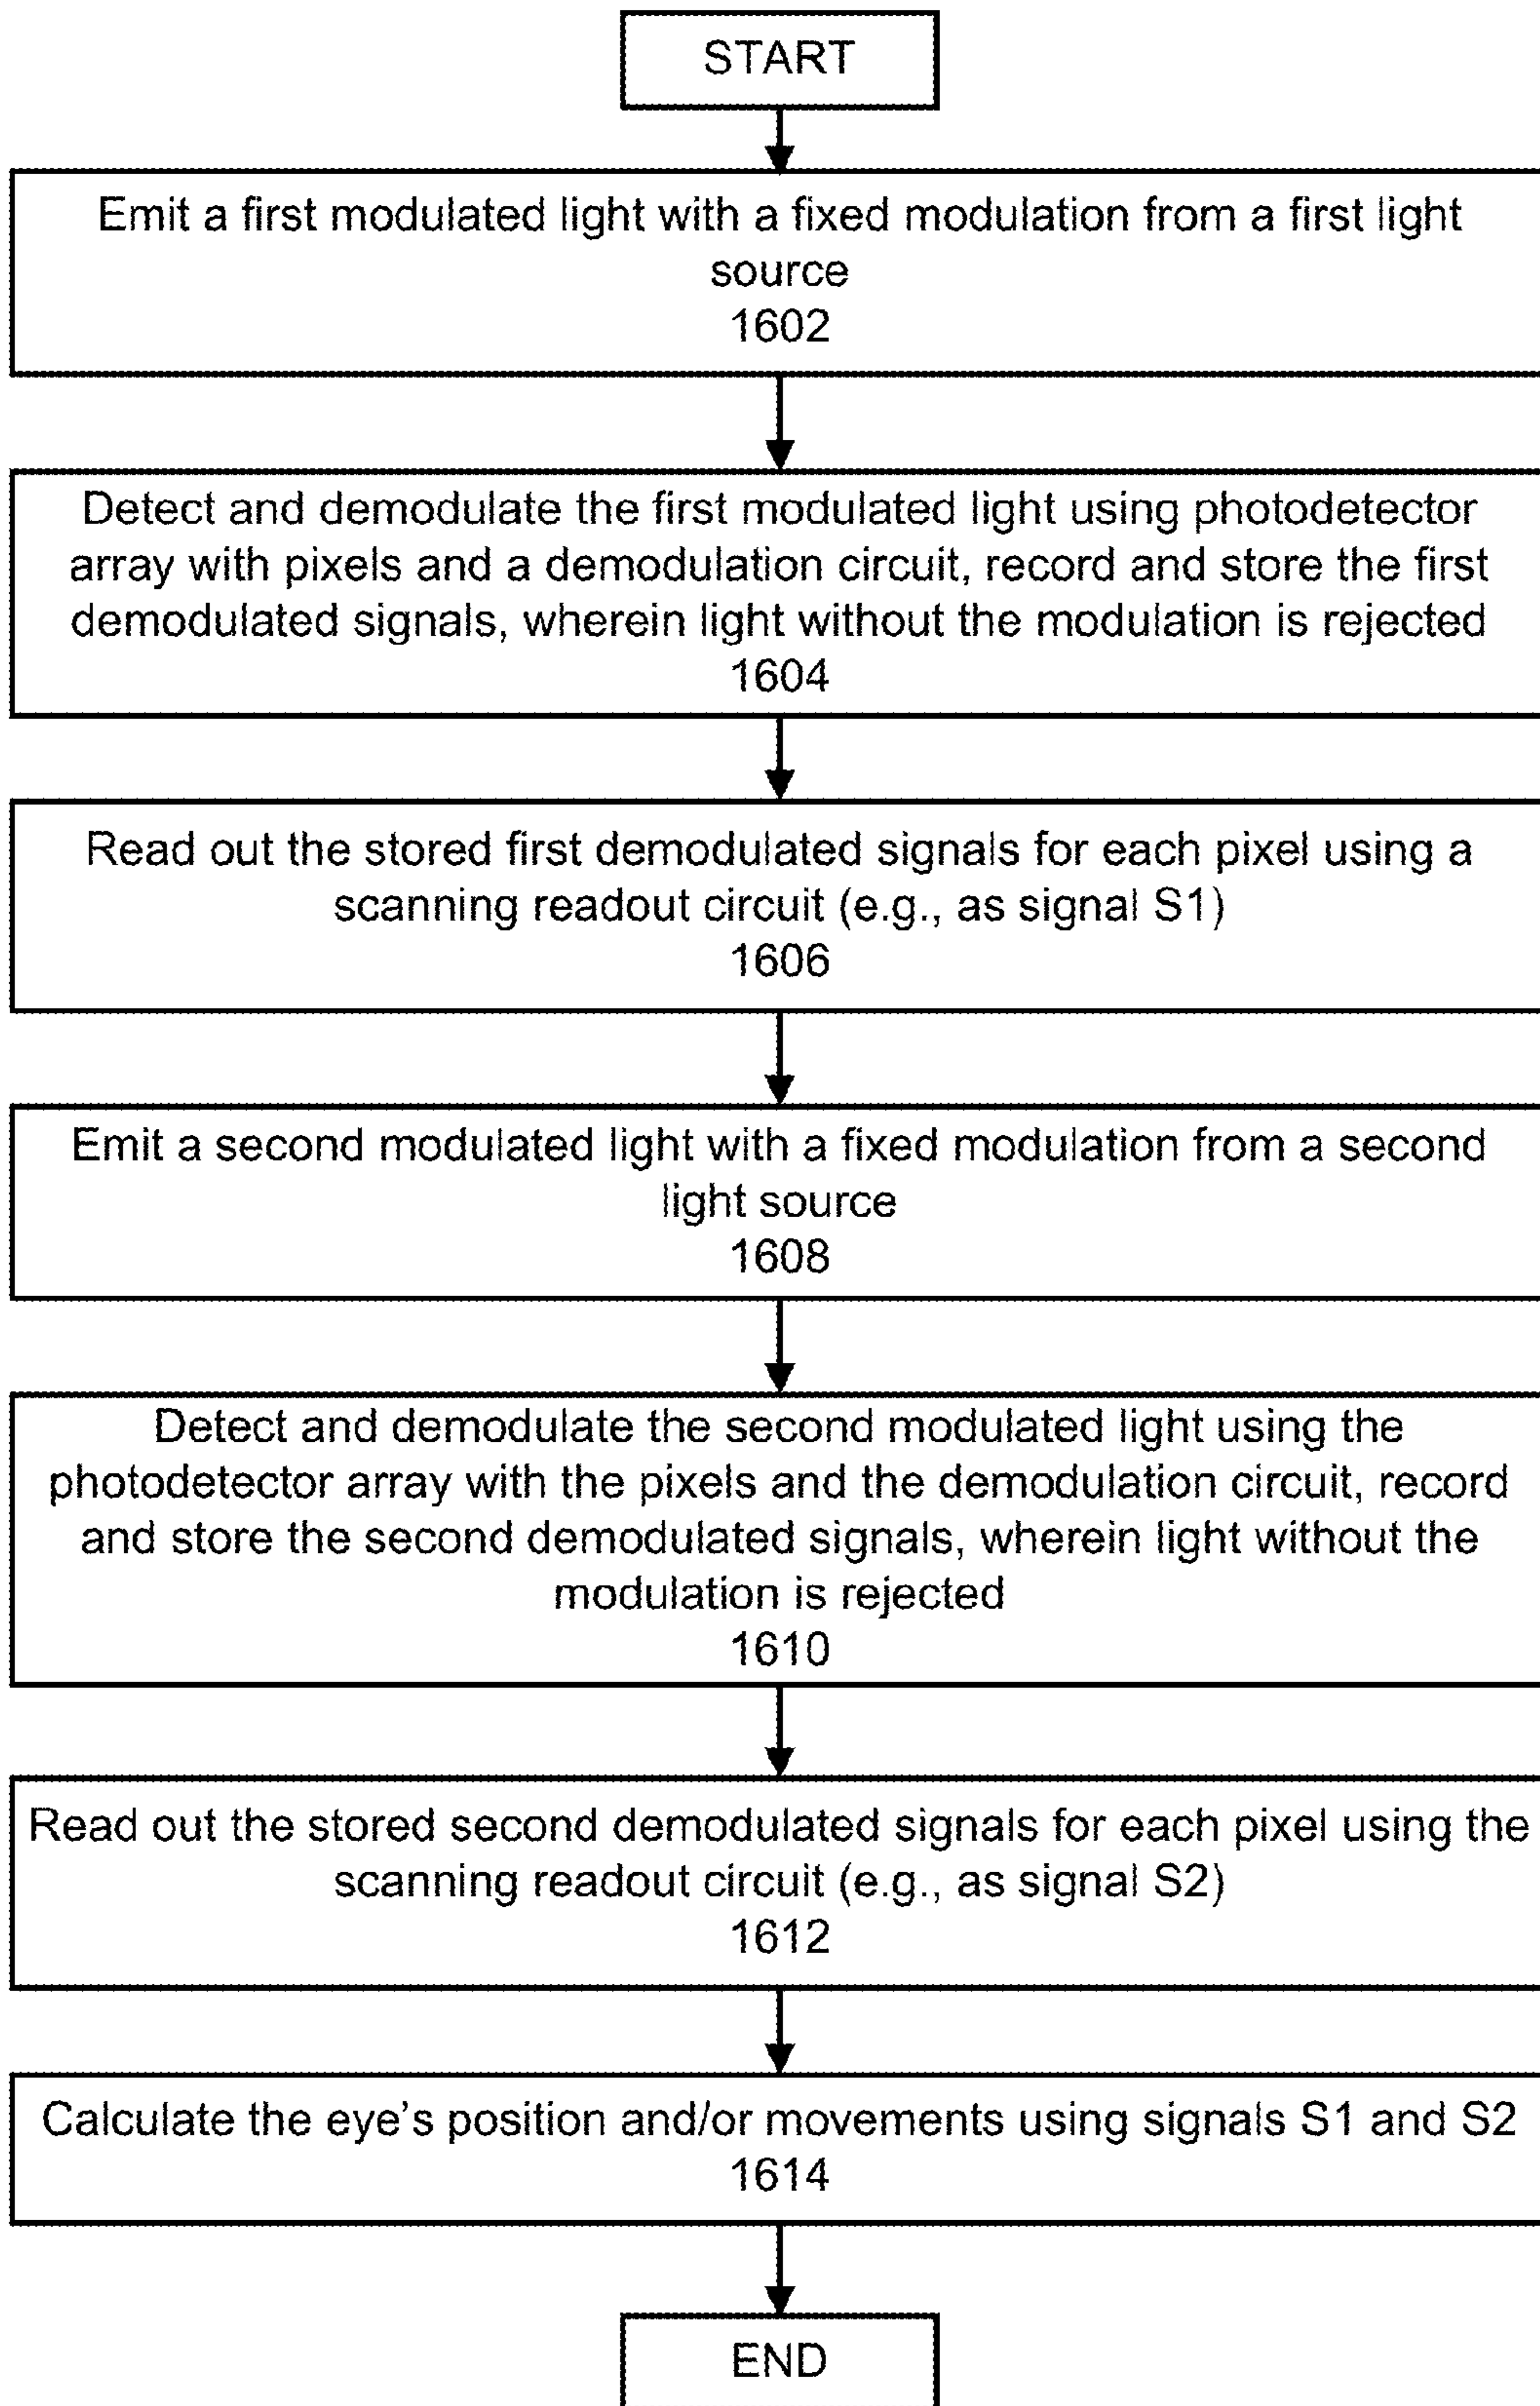 START
Emit a first modulated light with a fixed modulation from a first light
source
1602
Detect and demodulate the first modulated light using photodetector
array with pixels and a demodulation circuit, record and store the first
demodulated signals, wherein light without the modulation is rejected
1604
Read out the stored first demodulated signals for each pixel using a
scanning readout circuit (e.g., as signal S1)
1606
Emit a second modulated light with a fixed modulation from a second
light source
1608
Detect and demodulate the second modulated light using the
photodetector array with the pixels and the demodulation circuit, record
and store the second demodulated signals, wherein light without the
modulation is rejected
1610
Read out the stored second demodulated signals for each pixel using the
scanning readout circuit (e.g., as signal S2)
1612
Calculate the eye's position and/or movements using signals S1 and S2
1614
END